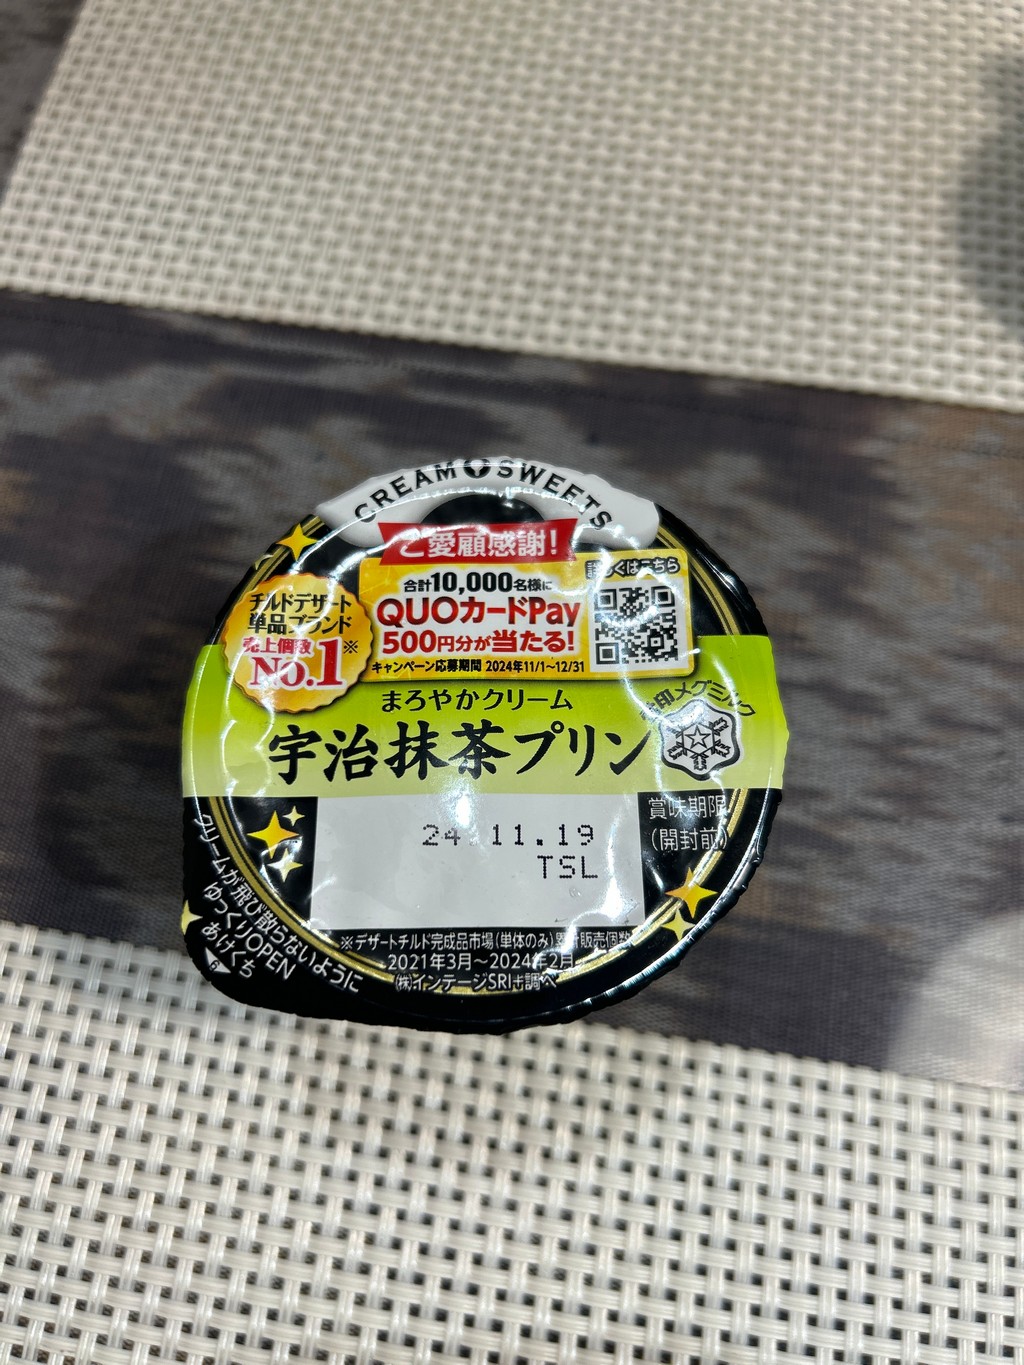 CREAM SWEETS
ご愛顧感謝!
合計10,000名様に
QUOカードPay
500円分が当たる!
キャンペーン応募期間 2024年11/1〜12/31
詳しくはこちら
チルドデザート
単品ブランド
売上個数
No.1※
まろやかクリーム
宇治抹茶プリン
雪印メグミルク
24.11.19
TSL
賞味期限
(開封前)
クリームが飛び散らないように
ゆっくりOPEN
あけくち
6
※デザートチルド完成品市場(単体のみ)累計販売個数
2021年3月〜2024年2月
㈱インテージSRI+調べ